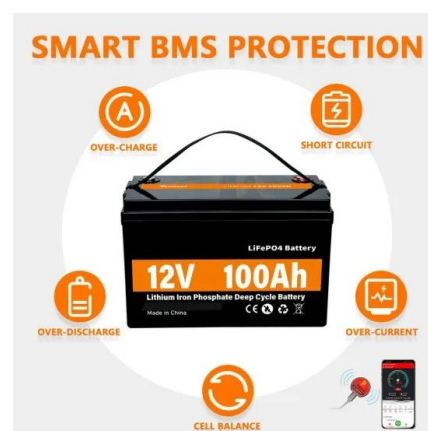 SMART BMS PROTECTION
OVER-CHARGE
SHORT CIRCUIT
LiFePO4 Battery
12V 100Ah
Lithium Iron Phosphate Deep Cycle Battery
Made in China
CE
OVER-DISCHARGE
OVER-CURRENT
CELL BALANCE